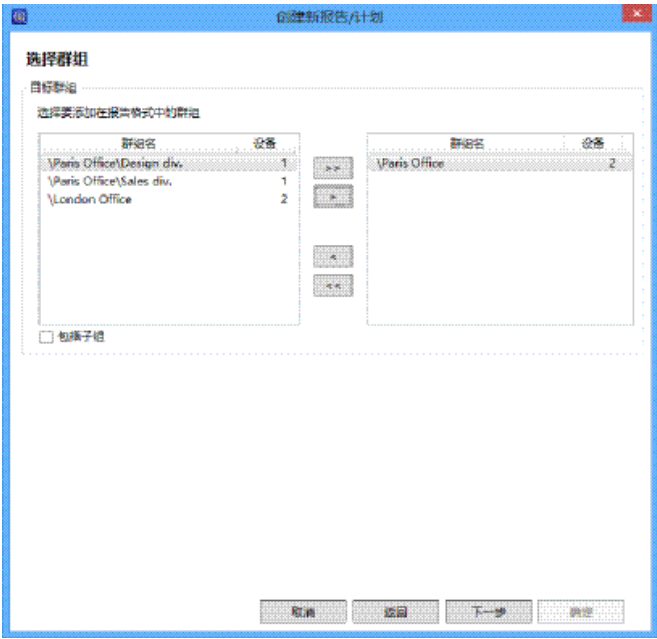 创建新报告/计划
选择群组
目标群组
选择要添加在报告格式中的群组
群组名 设备
\Paris Office\Design div. 1
\Paris Office\Sales div. 1
\London Office 2
>>
>
<
<<
群组名 设备
\Paris Office 2
包括子组
取消 返回 下一步 确定